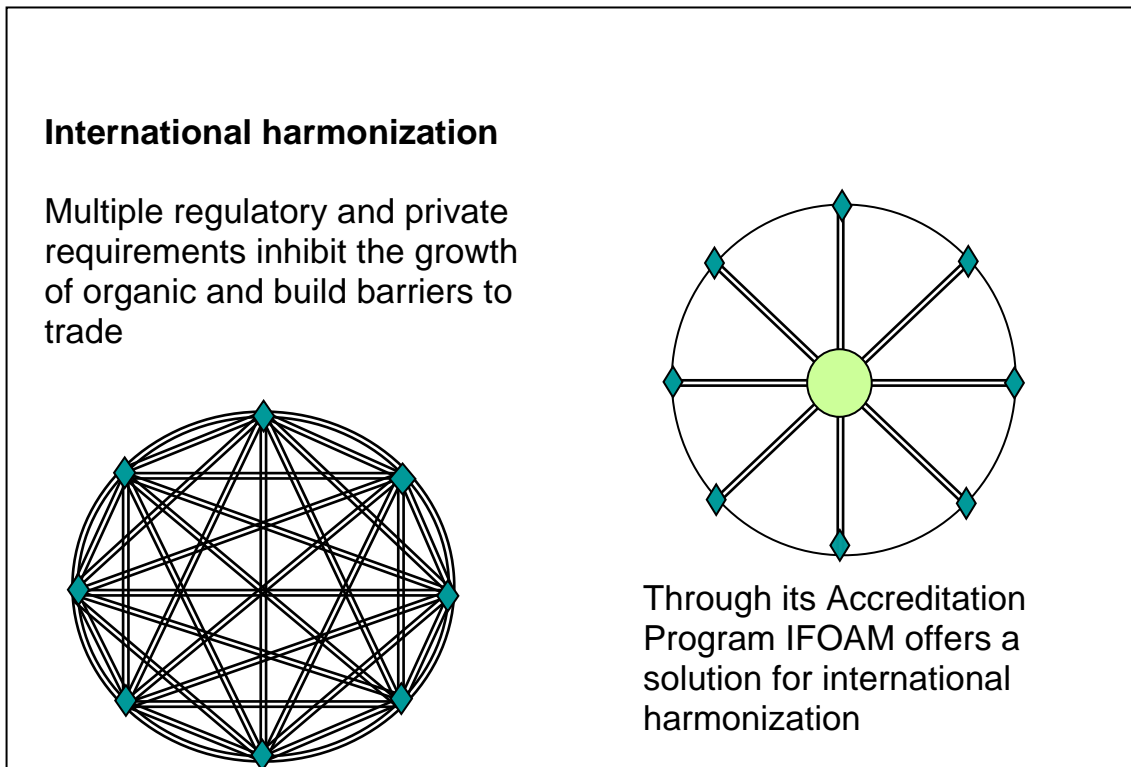 International harmonization
Multiple regulatory and private
requirements inhibit the growth
of organic and build barriers to
trade
Through its Accreditation
Program IFOAM offers a
solution for international
harmonization